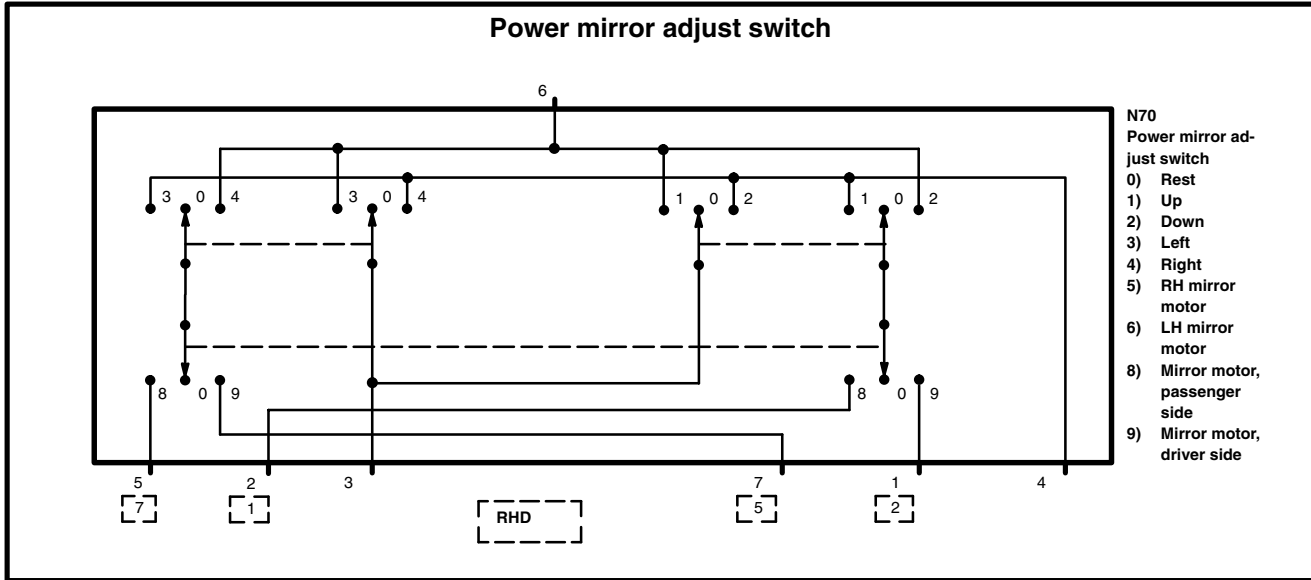 Power mirror adjust switch
6
3 0 4 3 0 4 1 0 2 1 0 2
8 0 9 8 0 9
5 2 3 7 1 4
7 1 RHD 5 2
N70
Power mirror ad-
just switch
0) Rest
1) Up
2) Down
3) Left
4) Right
5) RH mirror
motor
6) LH mirror
motor
8) Mirror motor,
passenger
side
9) Mirror motor,
driver side